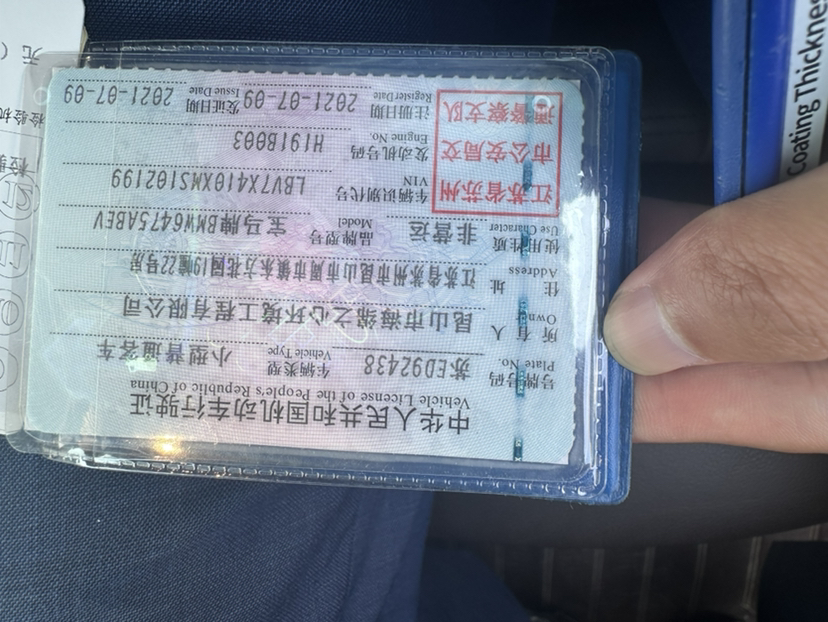 中华人民共和国机动车行驶证
Vehicle License of the People's Republic of China
号牌号码 Plate No. 苏ED92438 车辆类型 Vehicle Type 小型普通客车
所有人 Owner 昆山市海绵之心环境工程有限公司
住址 Address 江苏省苏州市昆山市周市镇东方花园19幢22号房
使用性质 Use Character 非营运 品牌型号 Model 宝马牌BMW6475ABEV
江苏省苏州
市公安局交
通警察支队
车辆识别代号 VIN LBV7X410XMS102199
发动机号码 Engine No. H191B003
注册日期 Register Date 2021-07-09 发证日期 Issue Date 2021-07-09
Coating Thickn